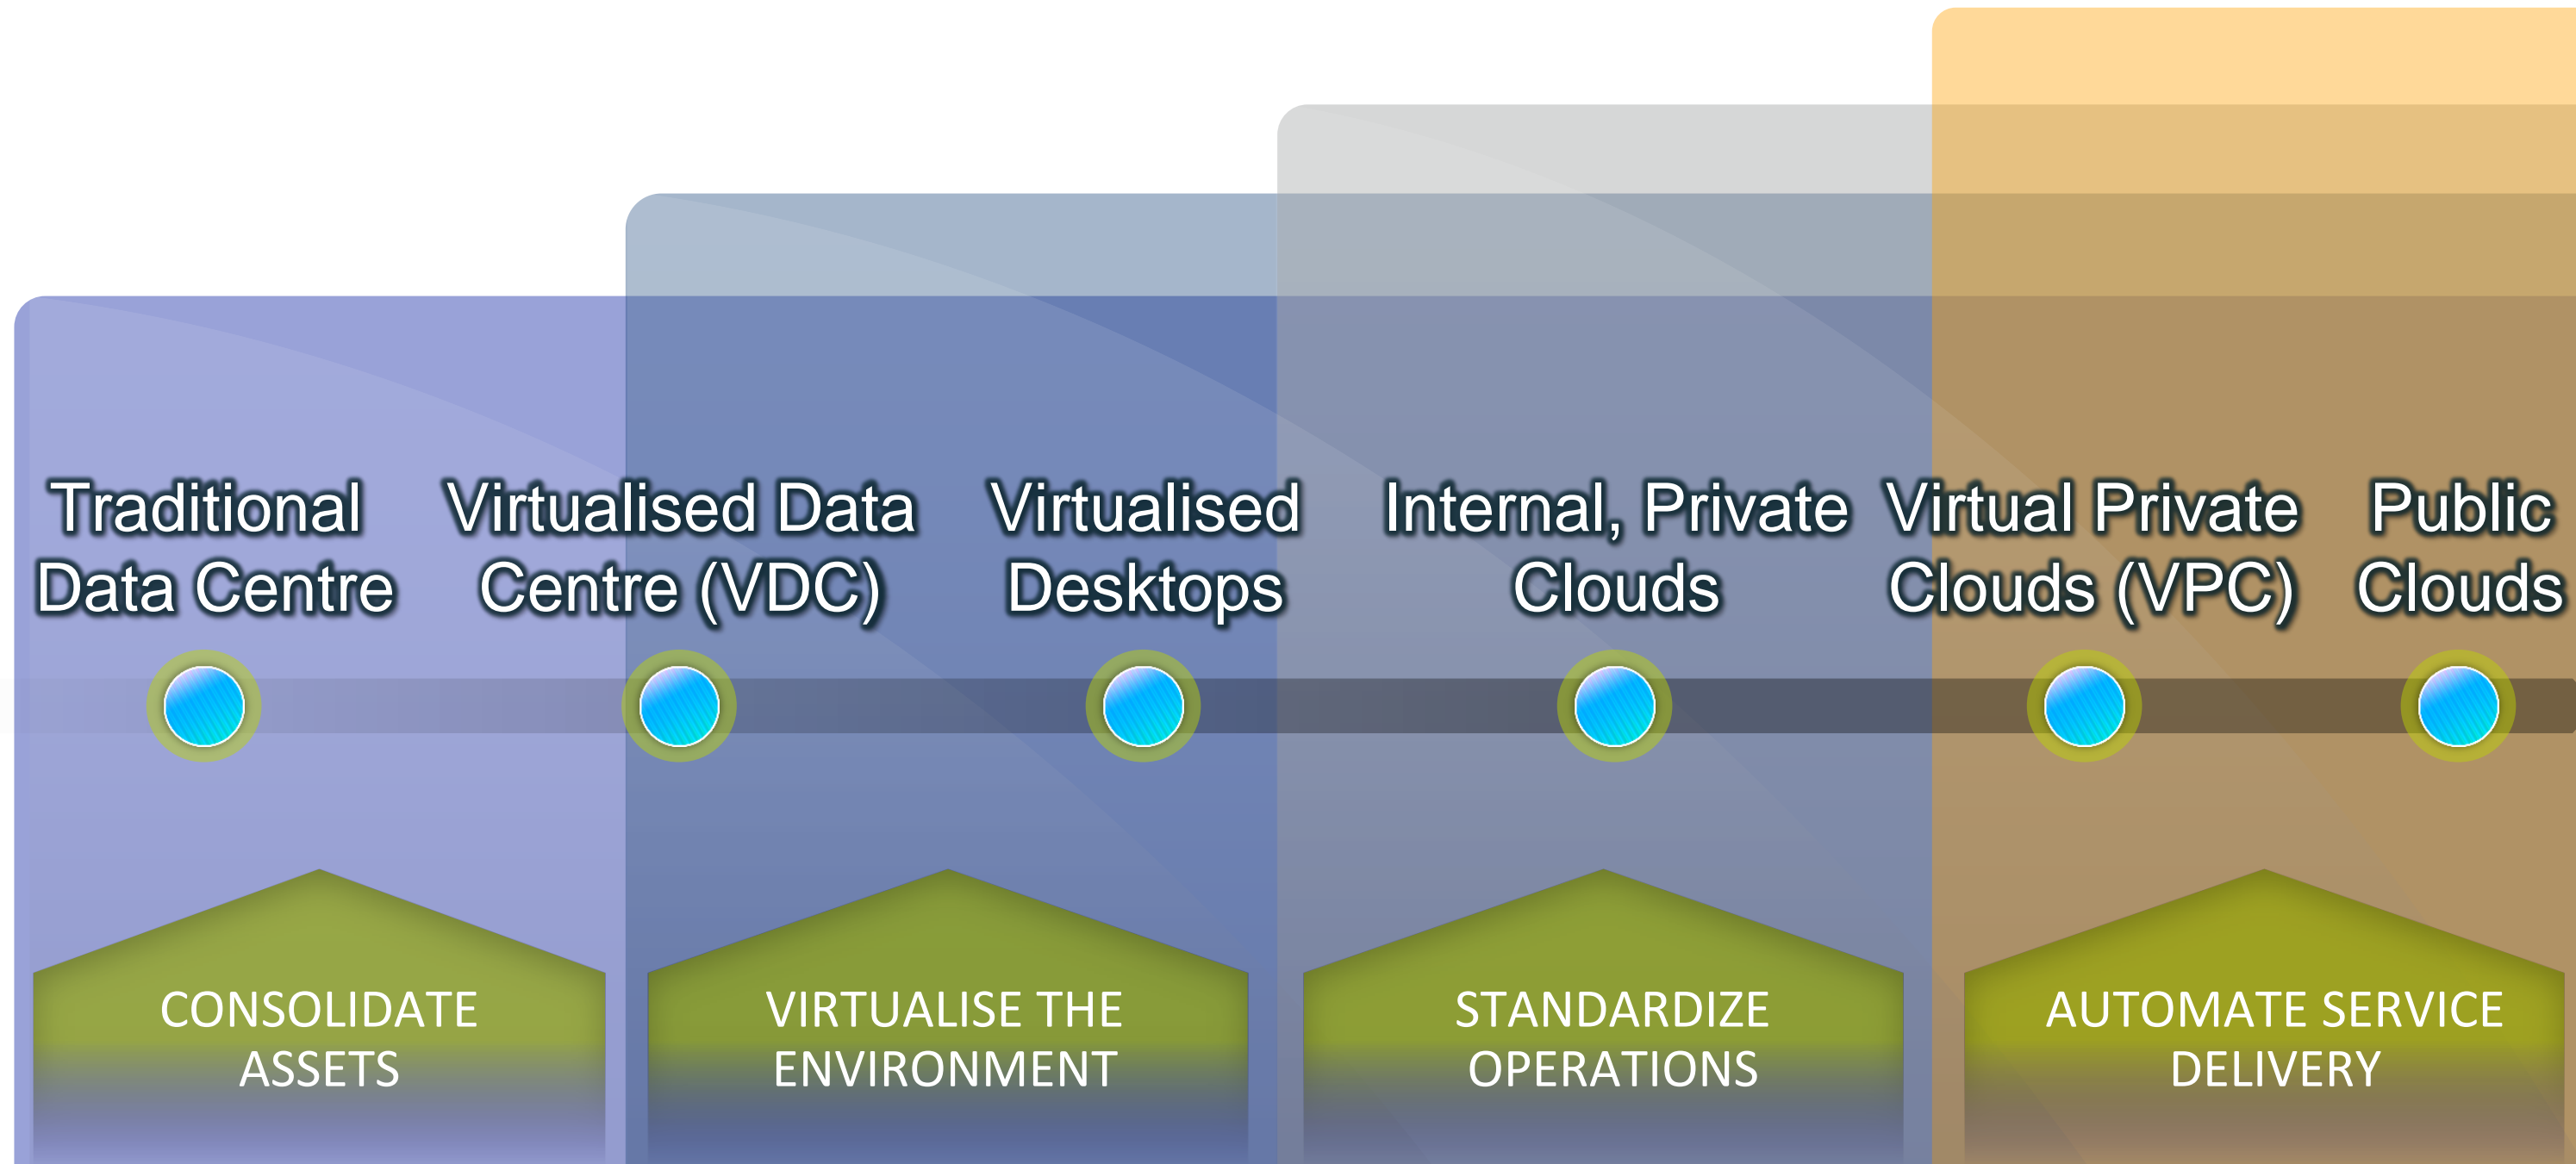 Traditional
Data Centre
Virtualised Data
Centre (VDC)
Virtualised
Desktops
Internal, Private
Clouds
Virtual Private
Clouds (VPC)
Public
Clouds
CONSOLIDATE
ASSETS
VIRTUALISE THE
ENVIRONMENT
STANDARDIZE
OPERATIONS
AUTOMATE SERVICE
DELIVERY